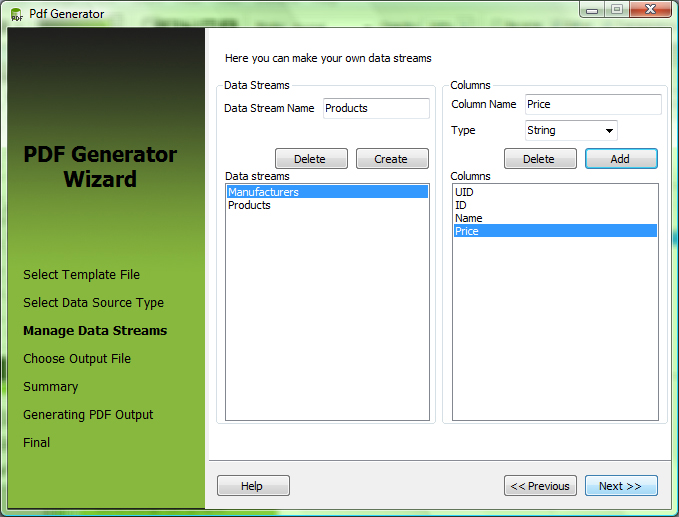 Pdf Generator
PDF Generator
Wizard
Select Template File
Select Data Source Type
Manage Data Streams
Choose Output File
Summary
Generating PDF Output
Final
Here you can make your own data streams
Data Streams
Data Stream Name Products
Delete Create
Data streams
Manufacturers
Products
Columns
Column Name Price
Type String
Delete Add
Columns
UID
ID
Name
Price
Help << Previous Next >>